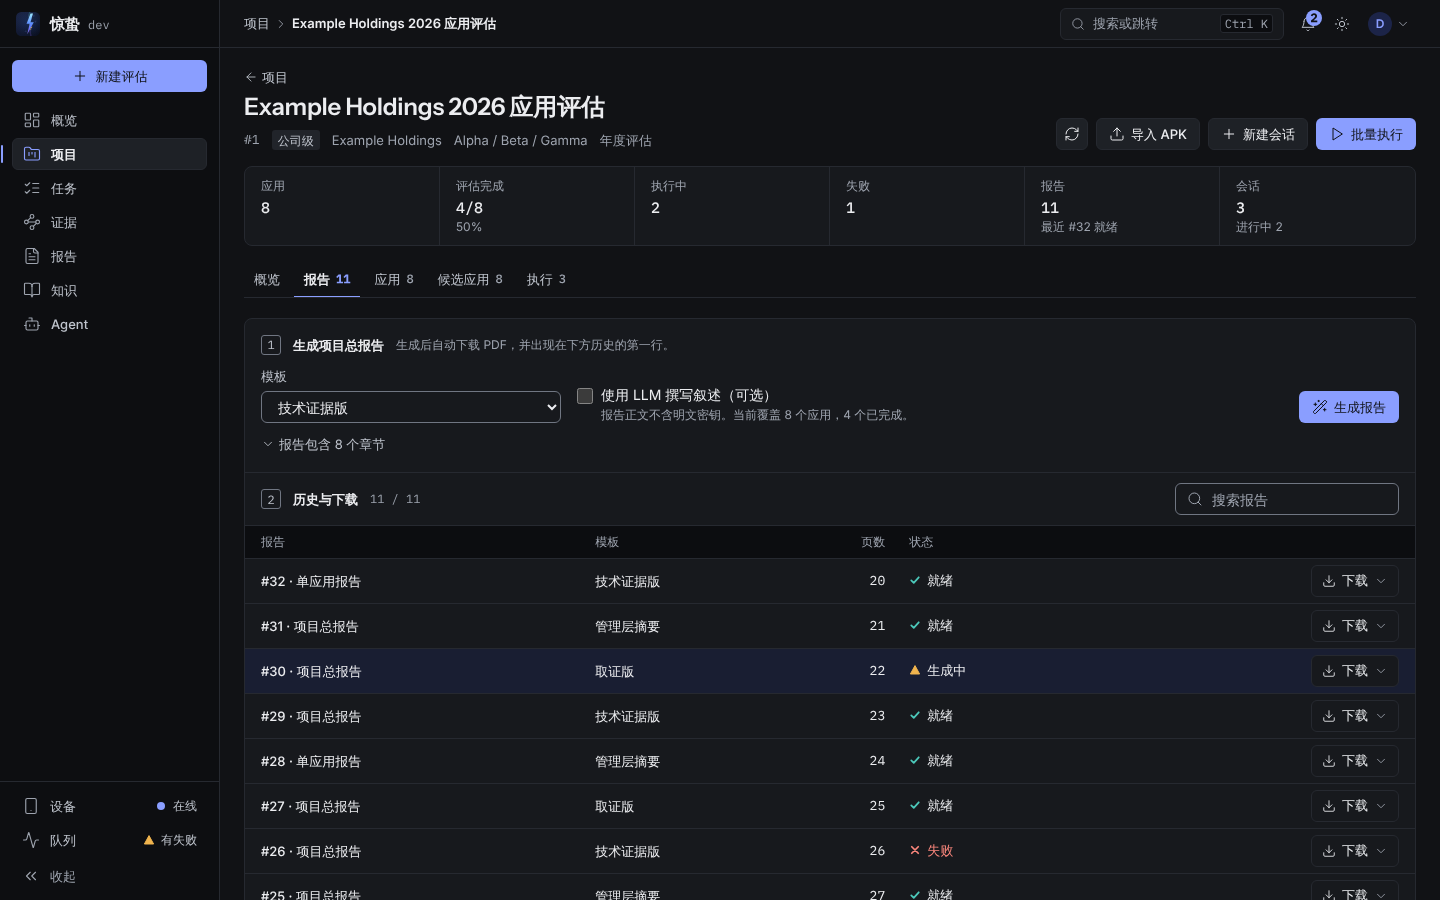 惊蛰 dev
项目 > Example Holdings 2026 应用评估
搜索或跳转 Ctrl K
2
D
新建评估
概览
项目
任务
证据
报告
知识
Agent
设备 在线
队列 有失败
收起
项目
Example Holdings 2026 应用评估
#1 公司级 Example Holdings Alpha / Beta / Gamma 年度评估
导入 APK 新建会话 批量执行
应用 评估完成 执行中 失败 报告 会话
8 4/8 2 1 11 3
50% 最近 #32 就绪 进行中 2
概览 报告 11 应用 8 候选应用 8 执行 3
1 生成项目总报告 生成后自动下载 PDF，并出现在下方历史的第一行。
模板
技术证据版 使用 LLM 撰写叙述（可选）
报告正文不含明文密钥。当前覆盖 8 个应用，4 个已完成。
生成报告
报告包含 8 个章节
2 历史与下载 11 / 11 搜索报告
报告 模板 页数 状态
#32 · 单应用报告 技术证据版 20 就绪 下载
#31 · 项目总报告 管理层摘要 21 就绪 下载
#30 · 项目总报告 取证版 22 生成中 下载
#29 · 项目总报告 技术证据版 23 就绪 下载
#28 · 单应用报告 管理层摘要 24 就绪 下载
#27 · 项目总报告 取证版 25 就绪 下载
#26 · 项目总报告 技术证据版 26 失败 下载
#25 · 项目总报告 管理层摘要 27 就绪 下载